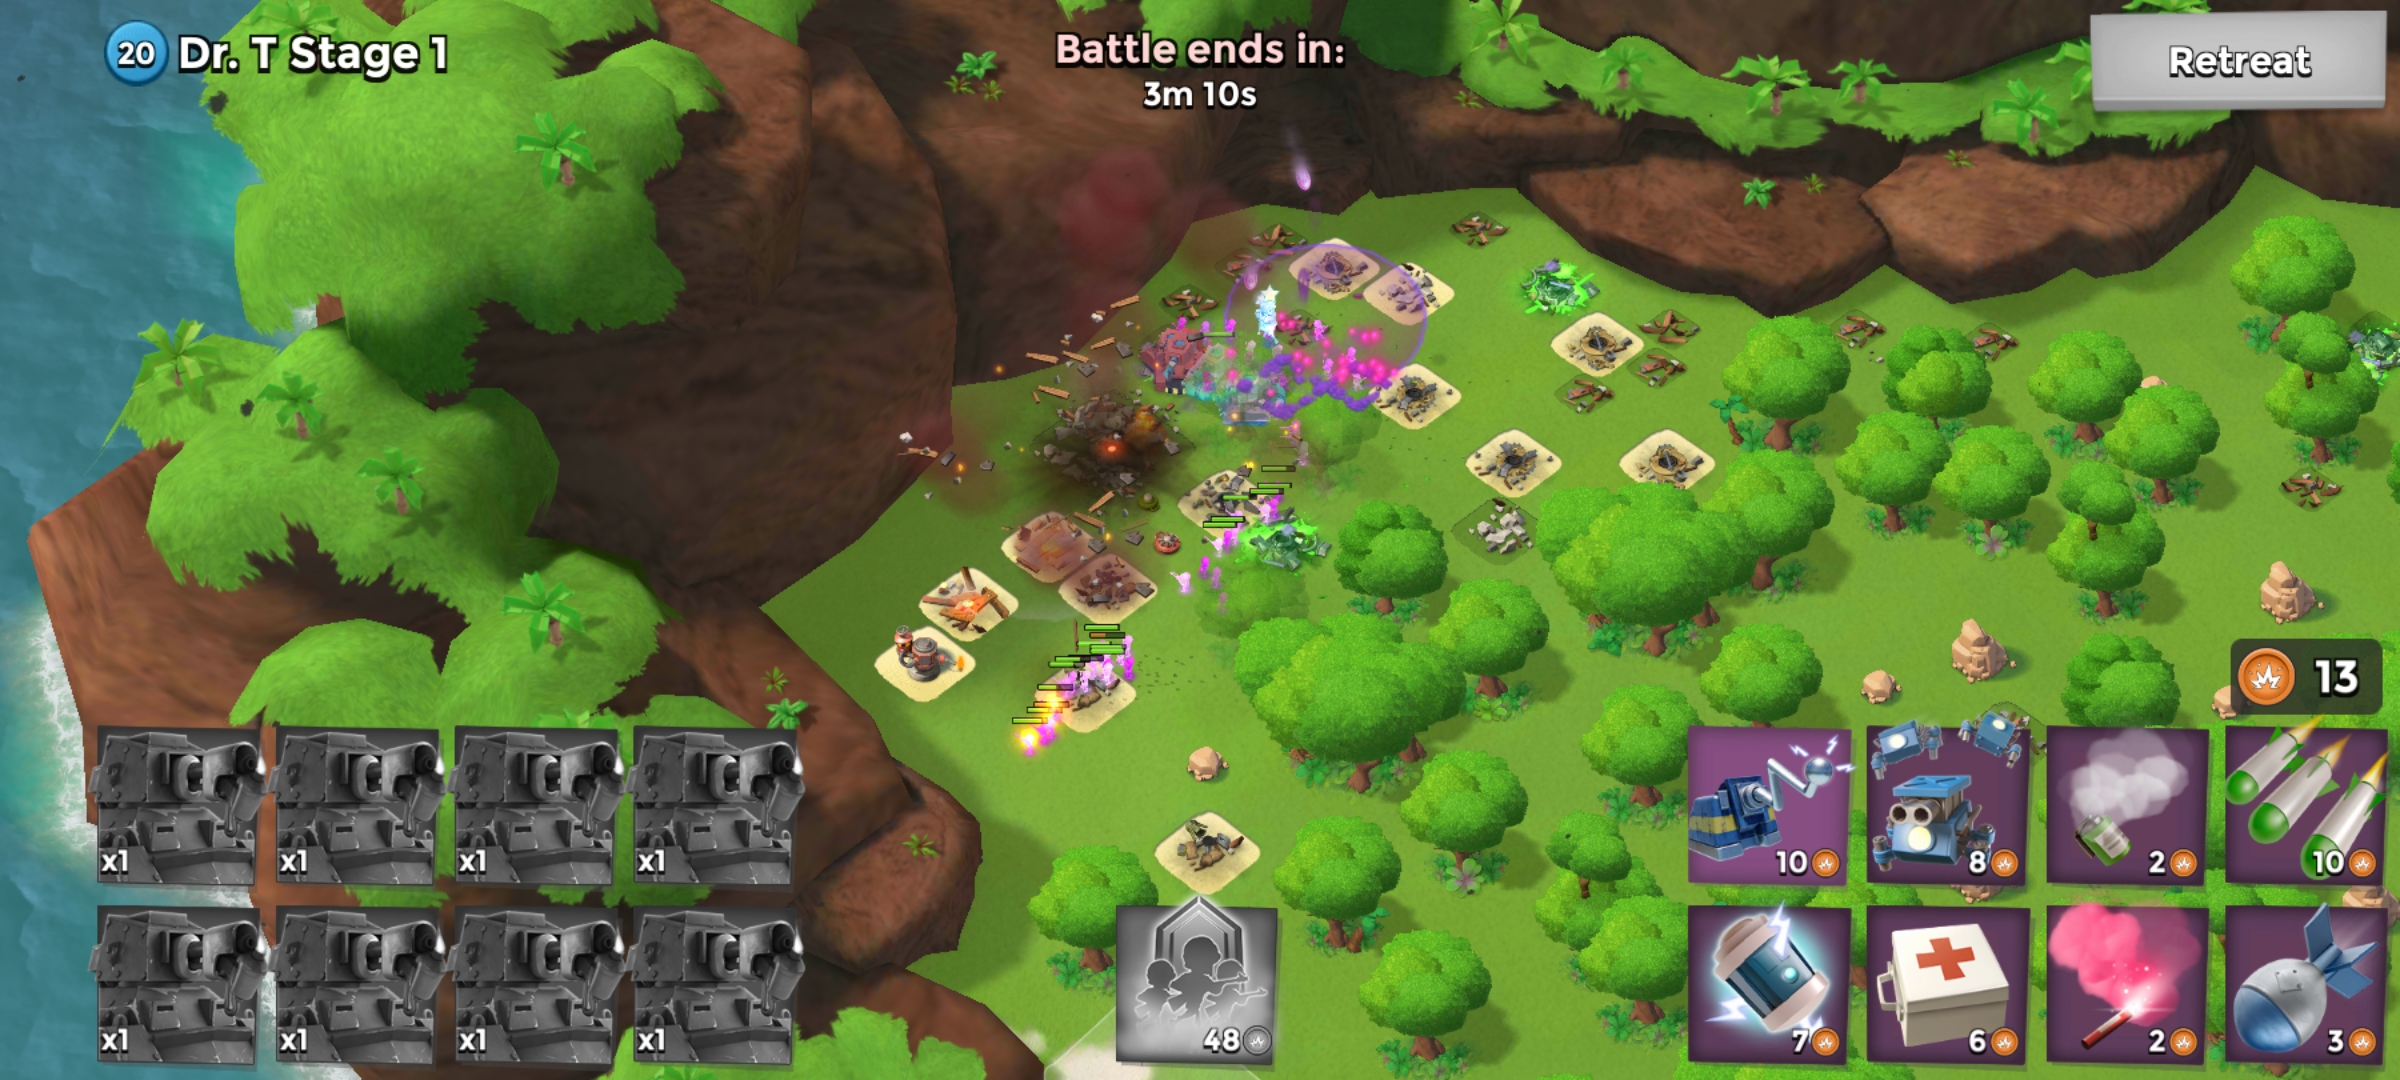 20 Dr. T Stage 1
Battle ends in:
3m 10s
Retreat
13
x1 x1 x1 x1
10 8 2 10
x1 x1 x1 x1
48
7 6 2 3